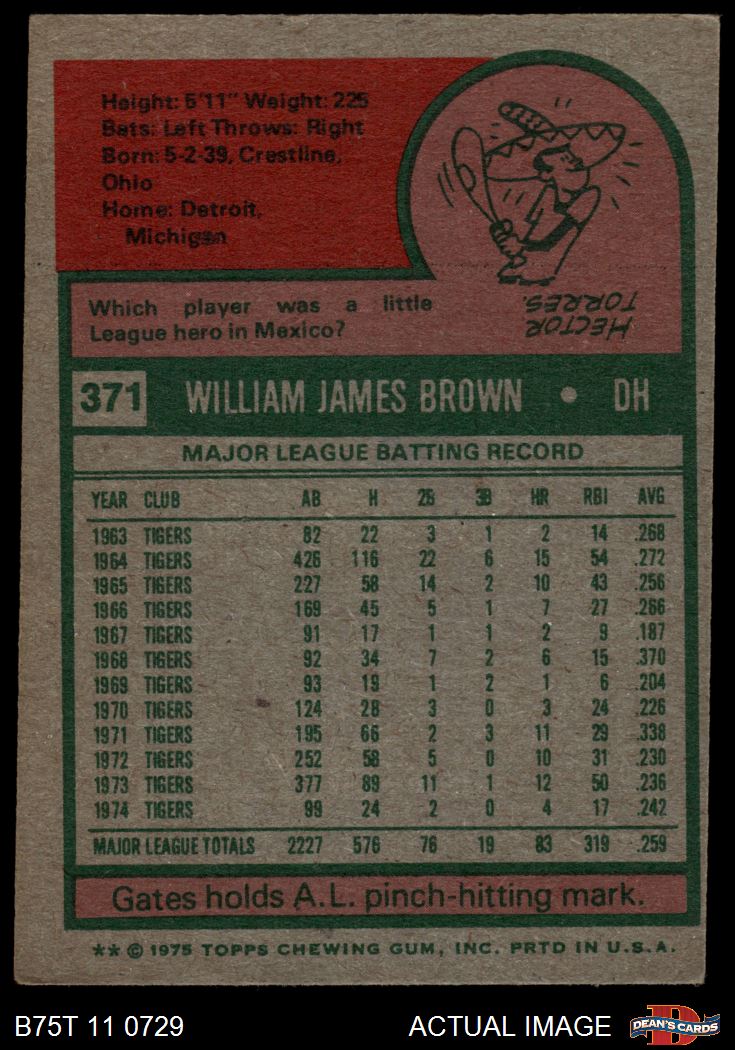 Height: 5'11" Weight: 225
Bats: Left Throws: Right
Born: 5-2-39, Crestline,
Ohio
Home: Detroit,
Michigan
Which player was a little
League hero in Mexico?
HECTOR
TORRES.
371 WILLIAM JAMES BROWN • DH
MAJOR LEAGUE BATTING RECORD
YEAR CLUB AB H 2B 3B HR RBI AVG
1963 TIGERS 82 22 3 1 2 14 .268
1964 TIGERS 426 116 22 6 15 54 .272
1965 TIGERS 227 58 14 2 10 43 .256
1966 TIGERS 169 45 5 1 7 27 .266
1967 TIGERS 91 17 1 1 2 9 .187
1968 TIGERS 92 34 7 2 6 15 .370
1969 TIGERS 93 19 1 2 1 6 .204
1970 TIGERS 124 28 3 0 3 24 .226
1971 TIGERS 195 66 2 3 11 29 .338
1972 TIGERS 252 58 5 0 10 31 .230
1973 TIGERS 377 89 11 1 12 50 .236
1974 TIGERS 99 24 2 0 4 17 .242
MAJOR LEAGUE TOTALS 2227 576 76 19 83 319 .259
Gates holds A.L. pinch-hitting mark.
** © 1975 TOPPS CHEWING GUM, INC. PRTD IN U.S.A.
B75T 11 0729 ACTUAL IMAGE D DEAN'S CARDS